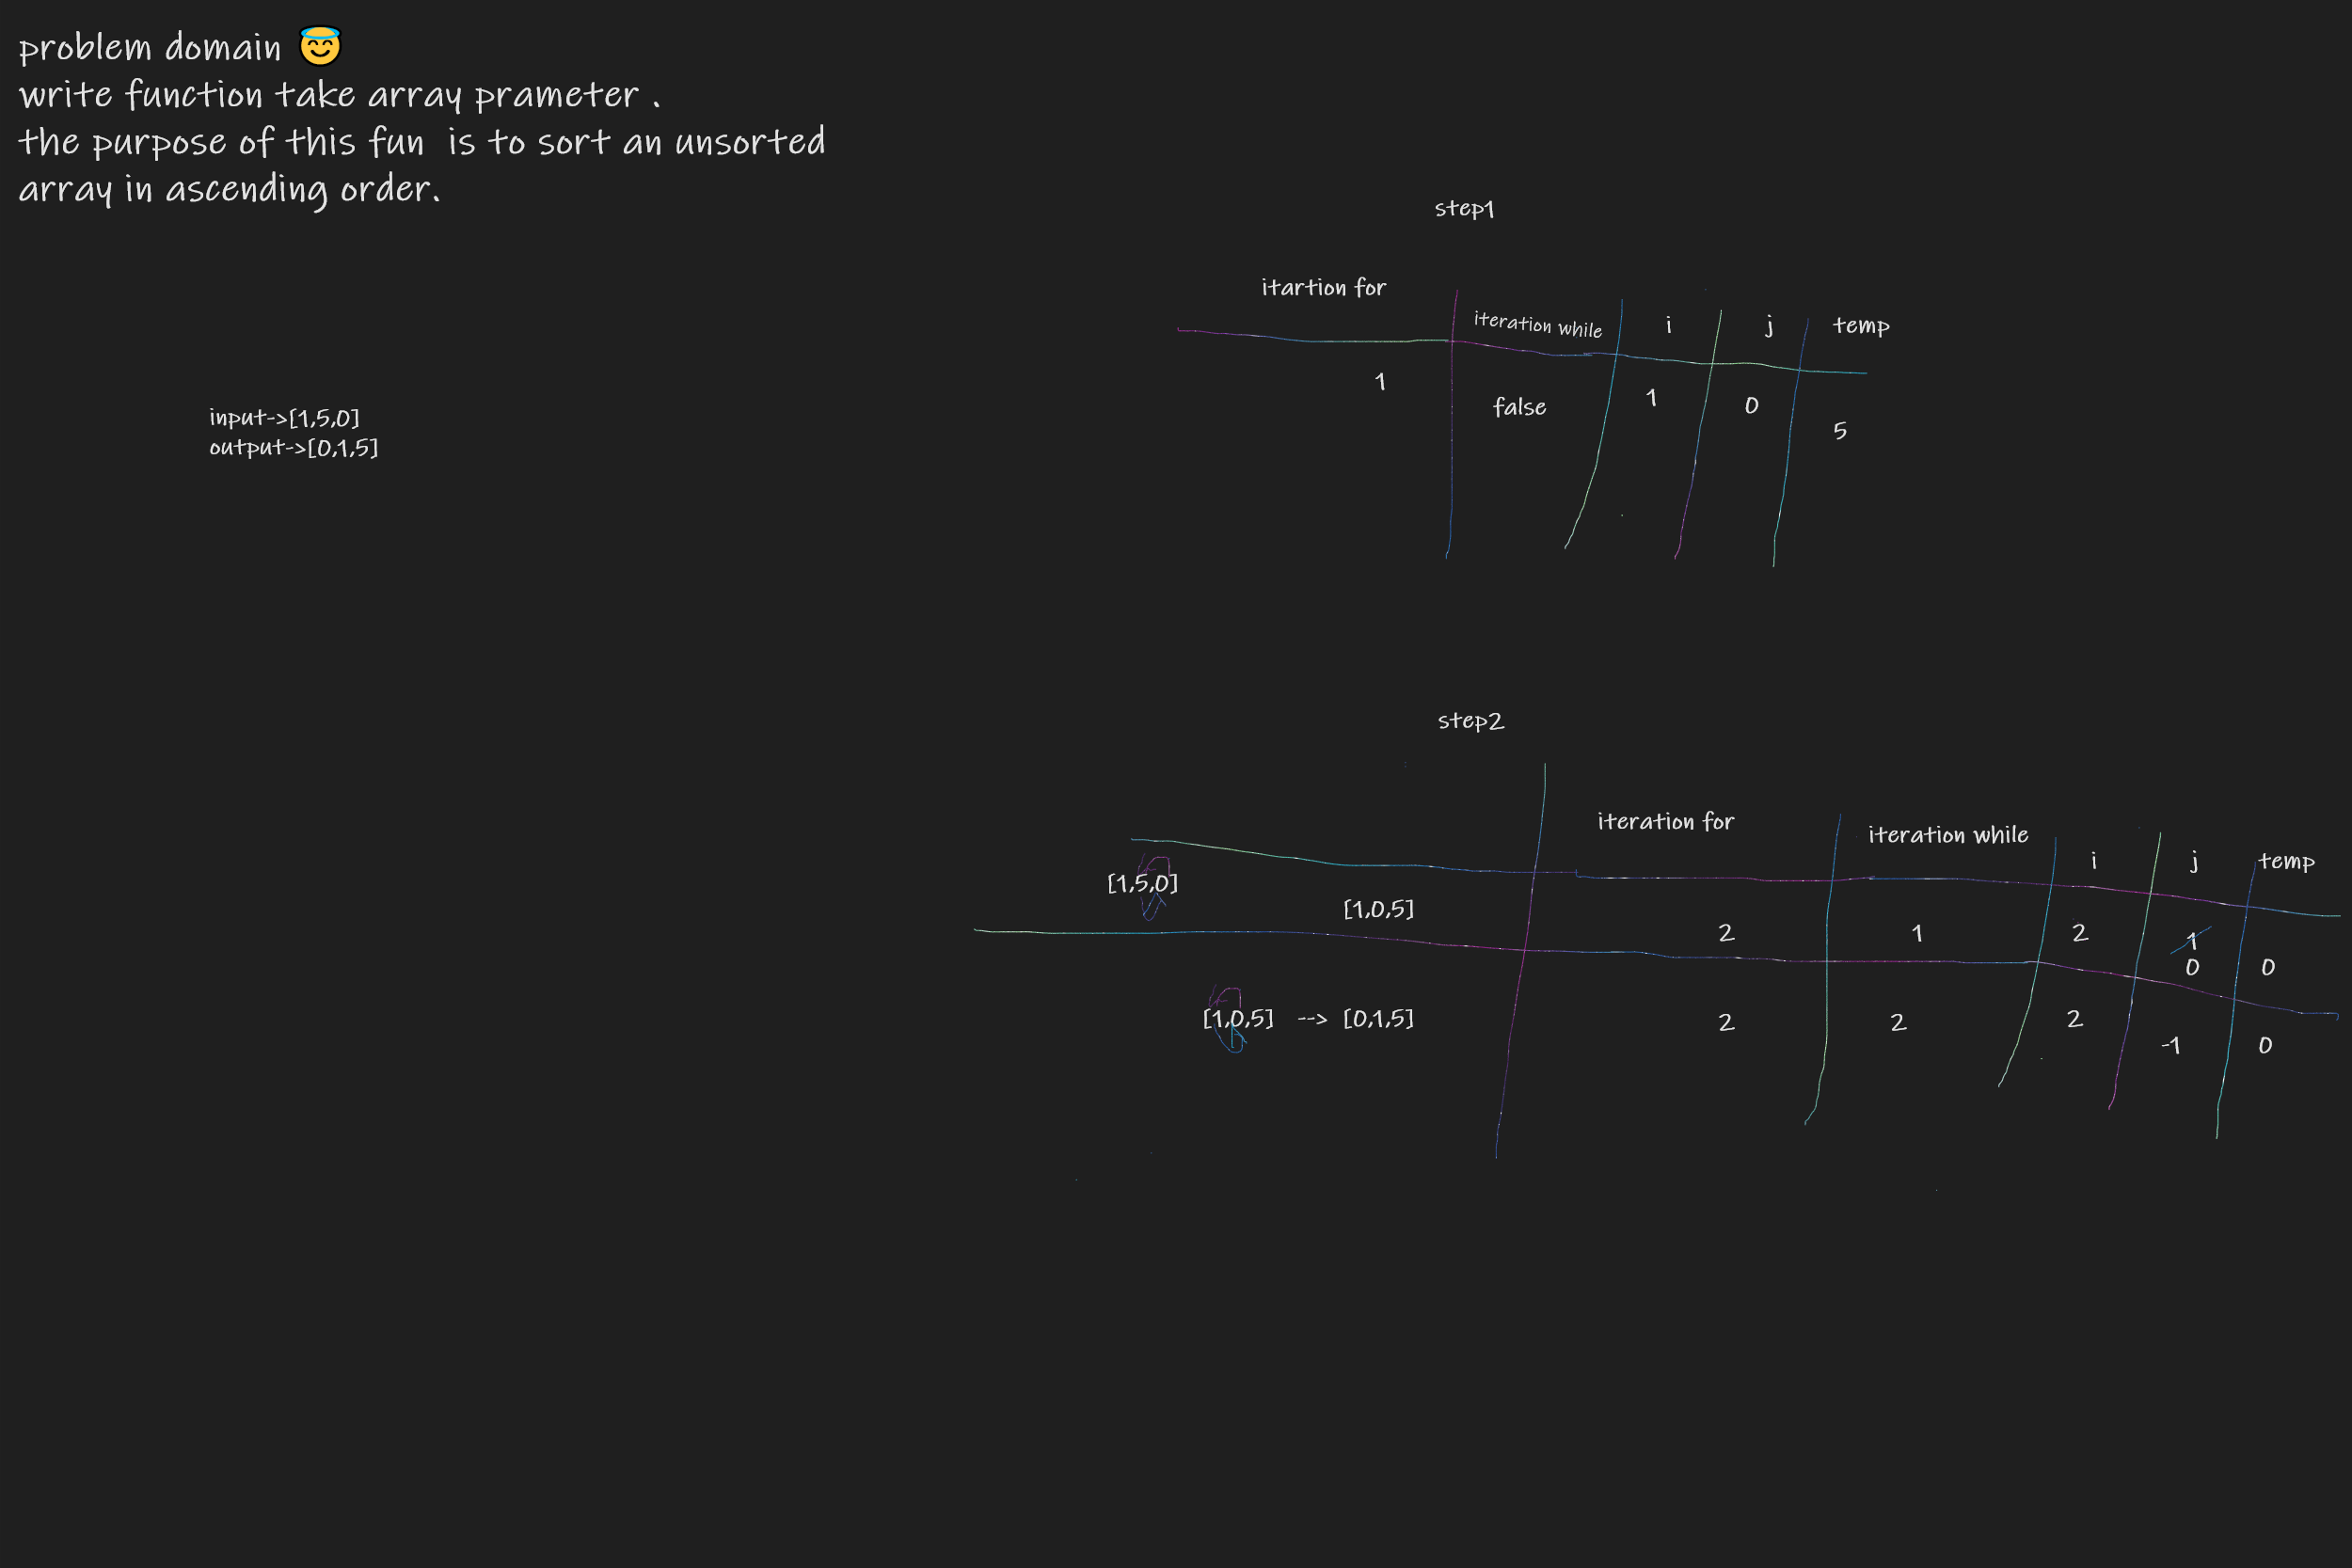 problem domain 😇
write function take array prameter .
the purpose of this fun is to sort an unsorted
array in ascending order.
input->[1,5,0]
output->[0,1,5]
step1
itartion for iteration while i j temp
1 false 1 0 5
step2
iteration for iteration while i j temp
[1,5,0] [1,0,5] 2 1 2 1
0 0
[1,0,5] --> [0,1,5] 2 2 2 -1 0